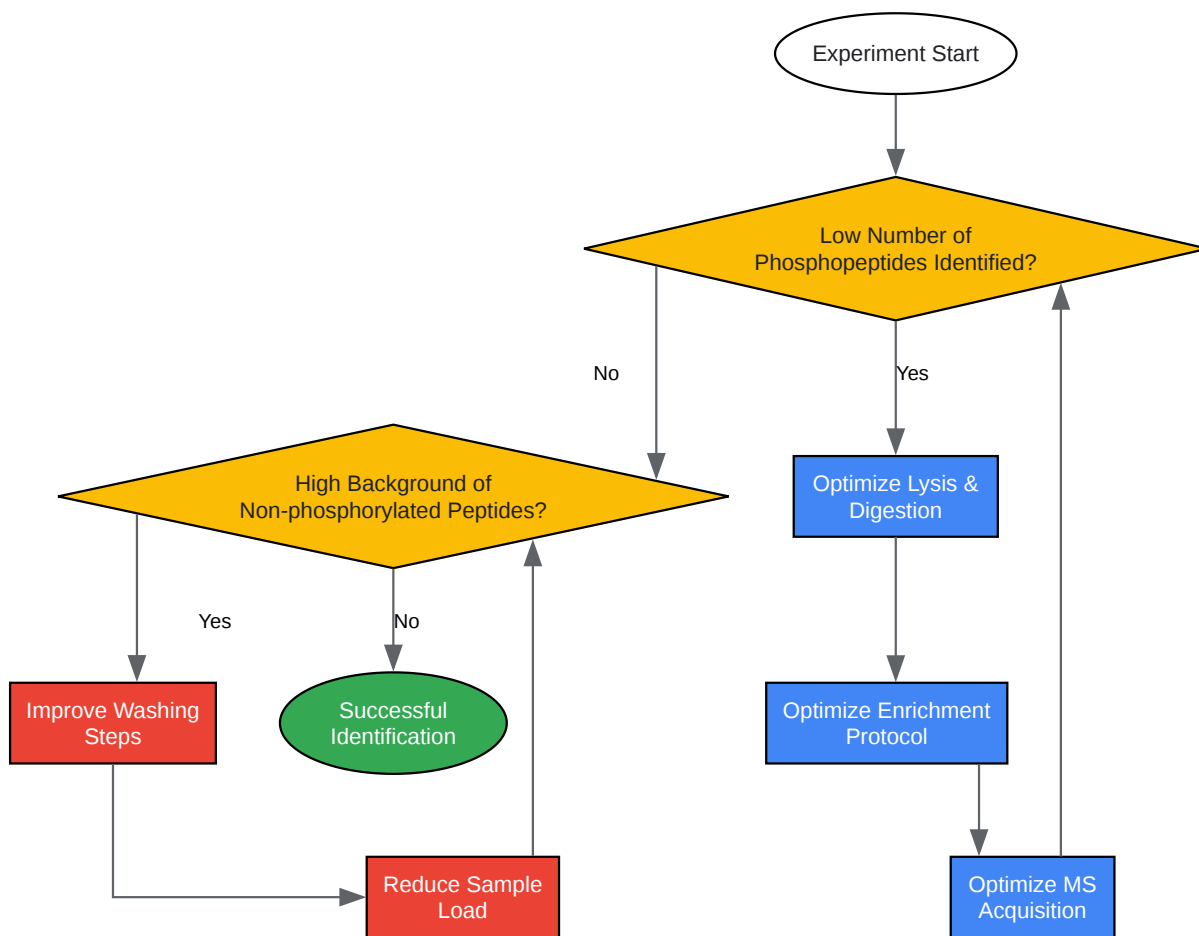 Experiment Start
Low Number of
Phosphopeptides Identified?
No
Yes
High Background of
Non-phosphorylated Peptides?
Optimize Lysis &
Digestion
Yes
No
Improve Washing
Steps
Successful
Identification
Optimize Enrichment
Protocol
Reduce Sample
Load
Optimize MS
Acquisition